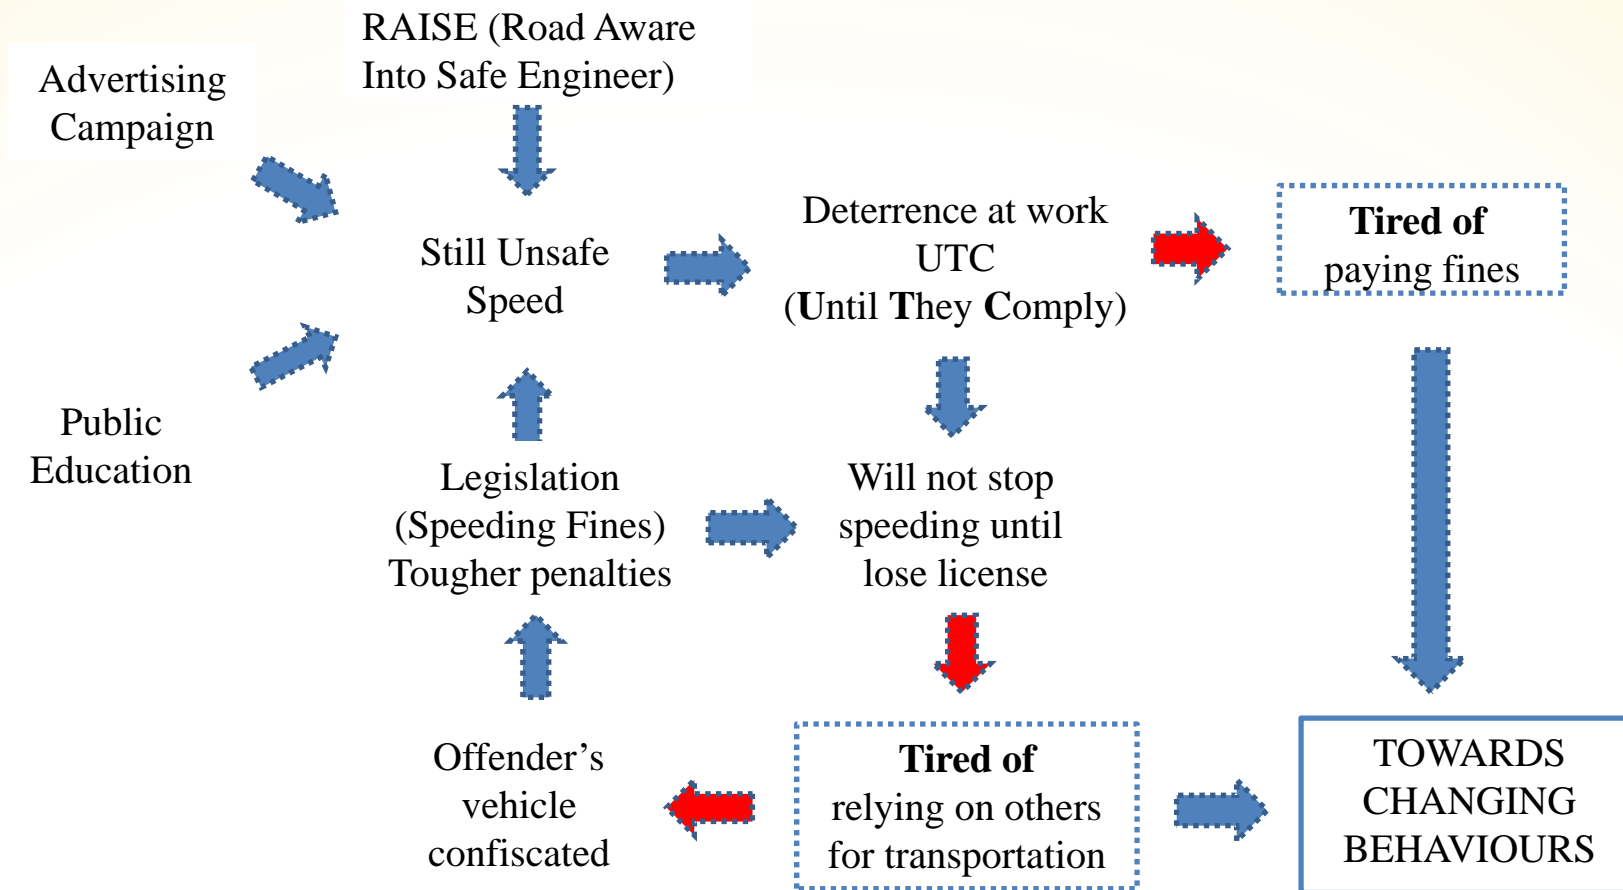 RAISE (Road Aware
Into Safe Engineer)
Advertising
Campaign
Still Unsafe
Speed
Deterrence at work
UTC
(Until They Comply)
Tired of
paying fines
Public
Education
Legislation
(Speeding Fines)
Tougher penalties
Will not stop
speeding until
lose license
Offender’s
vehicle
confiscated
Tired of
relying on others
for transportation
TOWARDS
CHANGING
BEHAVIOURS